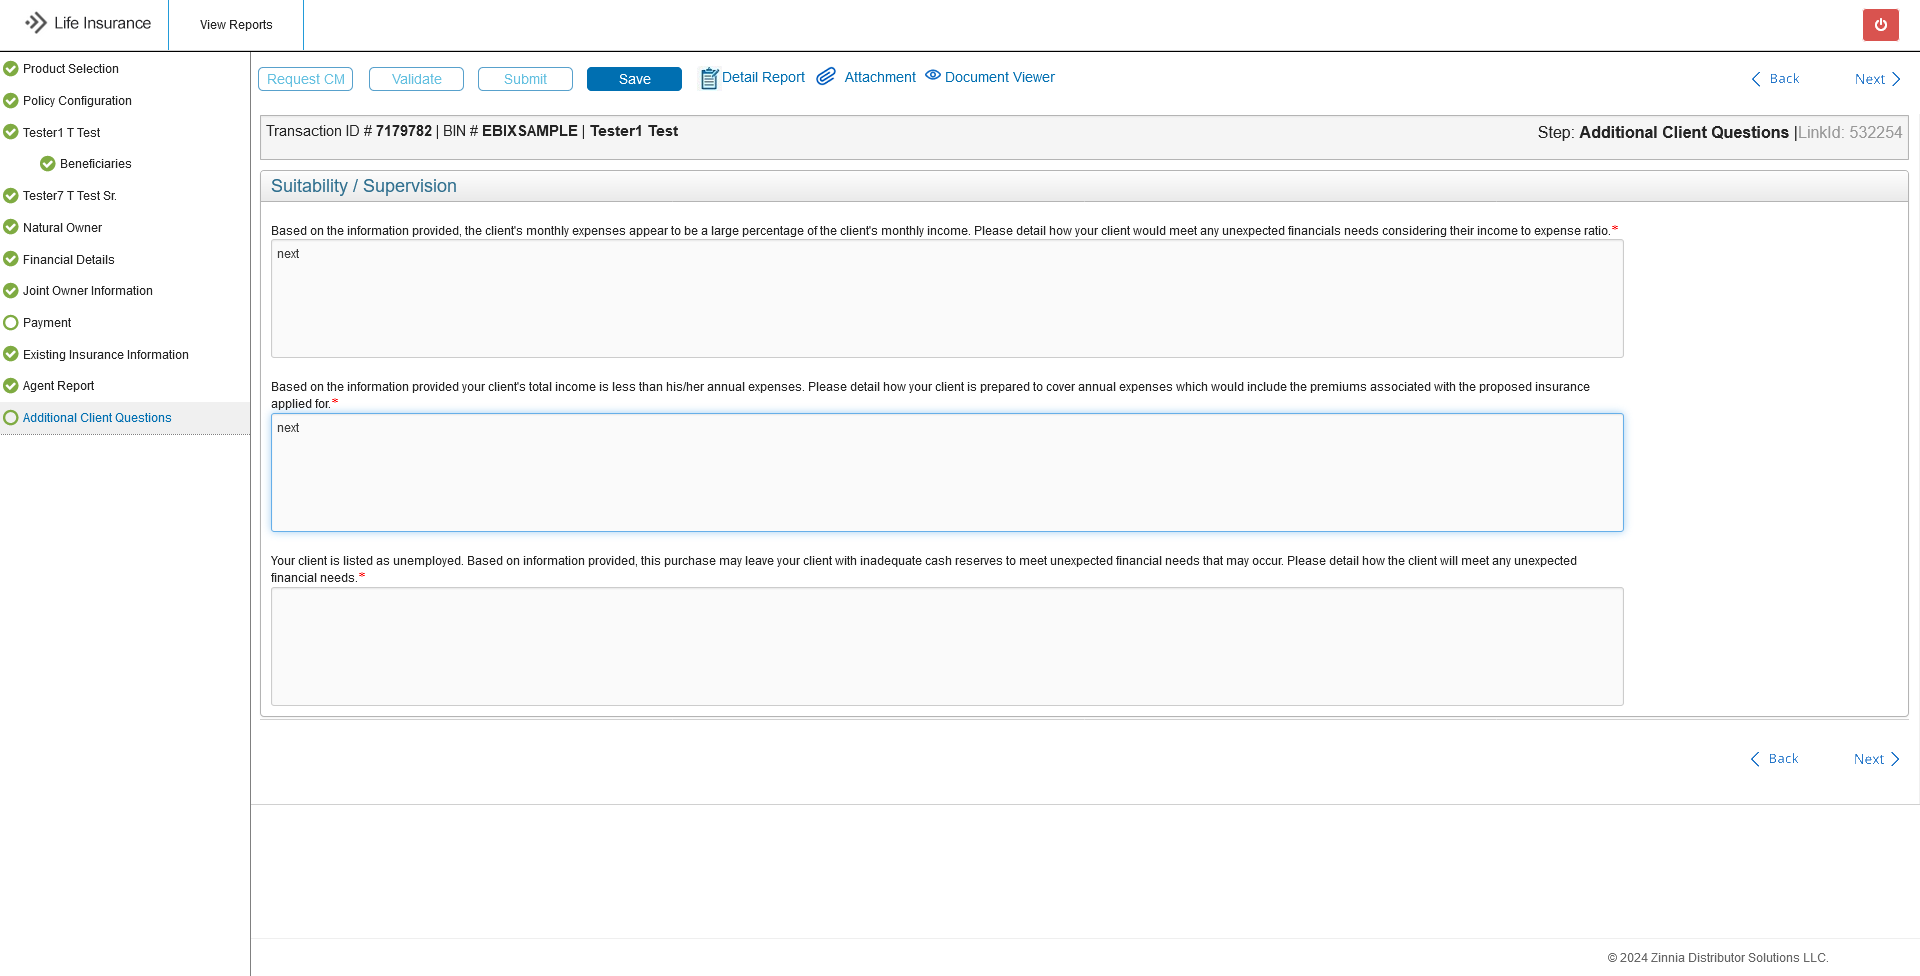 Life Insurance
View Reports
Product Selection
Policy Configuration
Tester1 T Test
Beneficiaries
Tester7 T Test Sr.
Natural Owner
Financial Details
Joint Owner Information
Payment
Existing Insurance Information
Agent Report
Additional Client Questions
Request CM
Validate
Submit
Save
Detail Report
Attachment
Document Viewer
Back
Next
Transaction ID # 7179782 | BIN # EBIXSAMPLE | Tester1 Test
Step: Additional Client Questions |LinkId: 532254
Suitability / Supervision
Based on the information provided, the client's monthly expenses appear to be a large percentage of the client's monthly income. Please detail how your client would meet any unexpected financials needs considering their income to expense ratio.*
next
Based on the information provided your client's total income is less than his/her annual expenses. Please detail how your client is prepared to cover annual expenses which would include the premiums associated with the proposed insurance
applied for.*
next
Your client is listed as unemployed. Based on information provided, this purchase may leave your client with inadequate cash reserves to meet unexpected financial needs that may occur. Please detail how the client will meet any unexpected
financial needs.*
Back
Next
© 2024 Zinnia Distributor Solutions LLC.